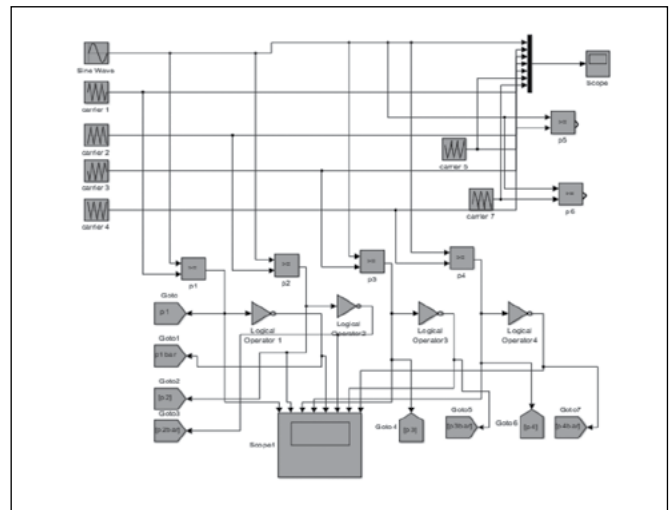 Sine Wave
carrier 1
carrier 2
carrier 3
carrier 4
carrier 5
carrier 7
Scope
>=
p5
>=
p6
>=
p1
>=
p2
>=
p3
>=
p4
Goto
p1
Goto1
p1bar
Goto2
[p2]
Goto3
[p2bar]
Logical
Operator 1
Logical
Operator2
Logical
Operator3
Logical
Operator4
Scope1
Goto4
[p3]
Goto5
[p3bar]
Goto6
[p4]
Goto7
[p4bar]